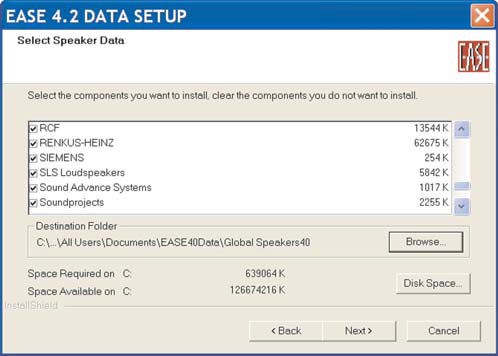 EASE 4.2 DATA SETUP
Select Speaker Data
EASE
Select the components you want to install, clear the components you do not want to install.
RCF 13544 K
RENKUS-HEINZ 62675 K
SIEMENS 254 K
SLS Loudspeakers 5842 K
Sound Advance Systems 1017 K
Soundprojects 2255 K
Destination Folder
C:\...\All Users\Documents\EASE40Data\Global Speakers40
Browse...
Space Required on C: 639064 K
Space Available on C: 126674216 K
Disk Space...
InstallShield
< Back Next > Cancel